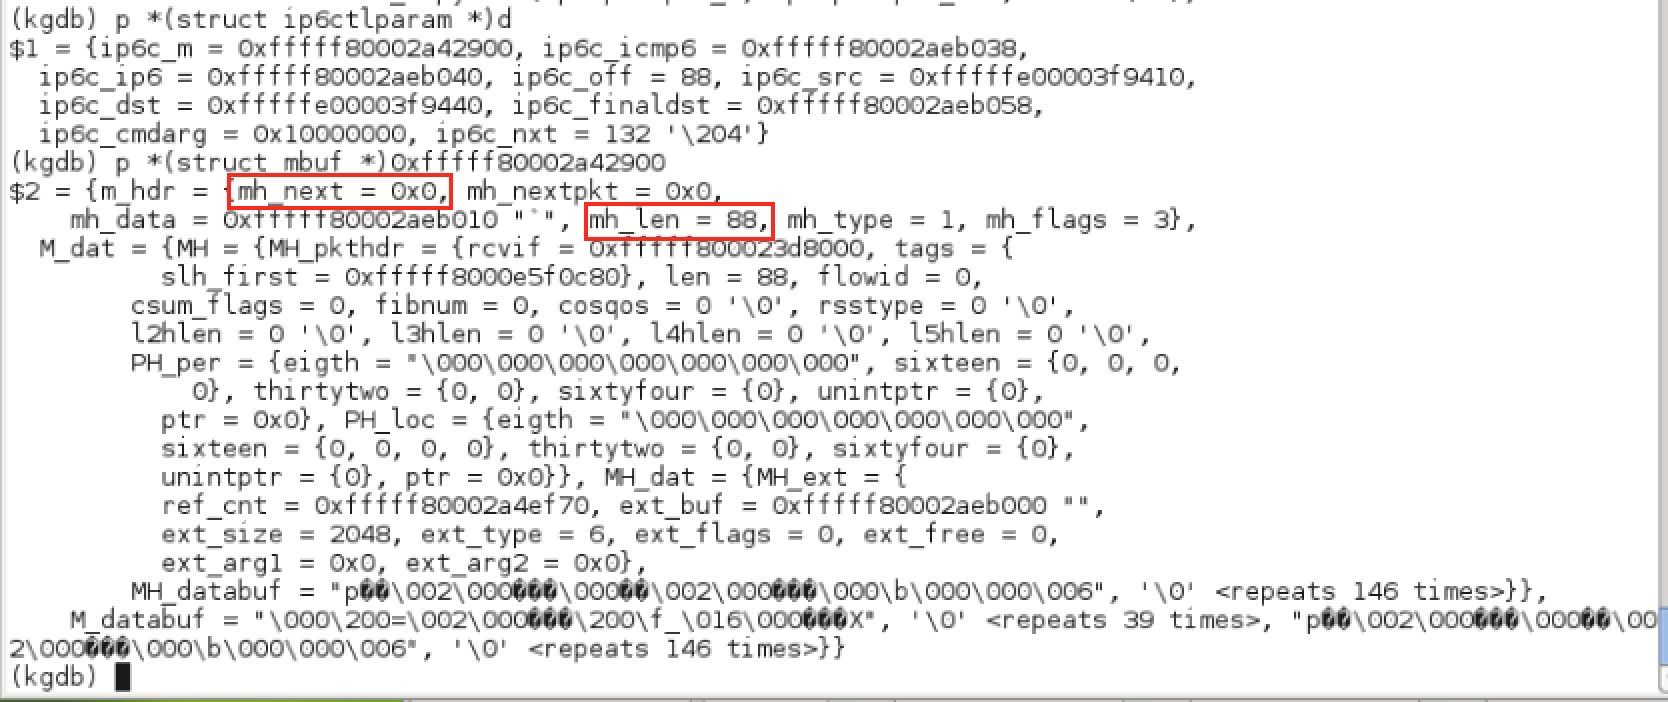 (kgdb) p *(struct ip6ctlparam *)d
$1 = {ip6c_m = 0xfffff80002a42900, ip6c_icmp6 = 0xfffff80002aeb038,
ip6c_ip6 = 0xfffff80002aeb040, ip6c_off = 88, ip6c_src = 0xfffffe00003f9410,
ip6c_dst = 0xfffffe00003f9440, ip6c_finaldst = 0xfffff80002aeb058,
ip6c_cmdarg = 0x10000000, ip6c_nxt = 132 '\204'}
(kgdb) p *(struct mbuf *)0xfffff80002a42900
$2 = {m_hdr = {mh_next = 0x0, mh_nextpkt = 0x0,
mh_data = 0xfffff80002aeb010 "`", mh_len = 88, mh_type = 1, mh_flags = 3},
M_dat = {MH = {MH_pkthdr = {rcvif = 0xfffff800023d8000, tags = {
slh_first = 0xfffff8000e5f0c80}, len = 88, flowid = 0,
csum_flags = 0, fibnum = 0, cosqos = 0 '\0', rsstype = 0 '\0',
l2hlen = 0 '\0', l3hlen = 0 '\0', l4hlen = 0 '\0', l5hlen = 0 '\0',
PH_per = {eigth = "\000\000\000\000\000\000\000", sixteen = {0, 0, 0,
0}, thirtytwo = {0, 0}, sixtyfour = {0}, unintptr = {0},
ptr = 0x0}, PH_loc = {eigth = "\000\000\000\000\000\000\000",
sixteen = {0, 0, 0, 0}, thirtytwo = {0, 0}, sixtyfour = {0},
unintptr = {0}, ptr = 0x0}}, MH_dat = {MH_ext = {
ref_cnt = 0xfffff80002a4ef70, ext_buf = 0xfffff80002aeb000 "",
ext_size = 2048, ext_type = 6, ext_flags = 0, ext_free = 0,
ext_arg1 = 0x0, ext_arg2 = 0x0},
MH_databuf = "p��\002\000���\000��\002\000���\000\b\000\000\006", '\0' <repeats 146 times>}},
M_databuf = "\000\200=\002\000���\200\f_\016\000���X", '\0' <repeats 39 times>, "p��\002\000���\000��\00
2\000���\000\b\000\000\006", '\0' <repeats 146 times>}}
(kgdb)